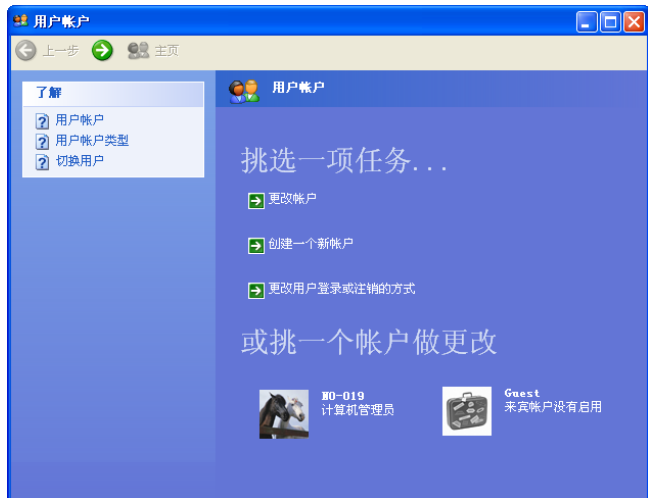 用户帐户
上一步 主页
了解
用户帐户
用户帐户类型
切换用户
用户帐户
挑选一项任务...
更改帐户
创建一个新帐户
更改用户登录或注销的方式
或挑一个帐户做更改
NO-019
计算机管理员
Guest
来宾帐户没有启用